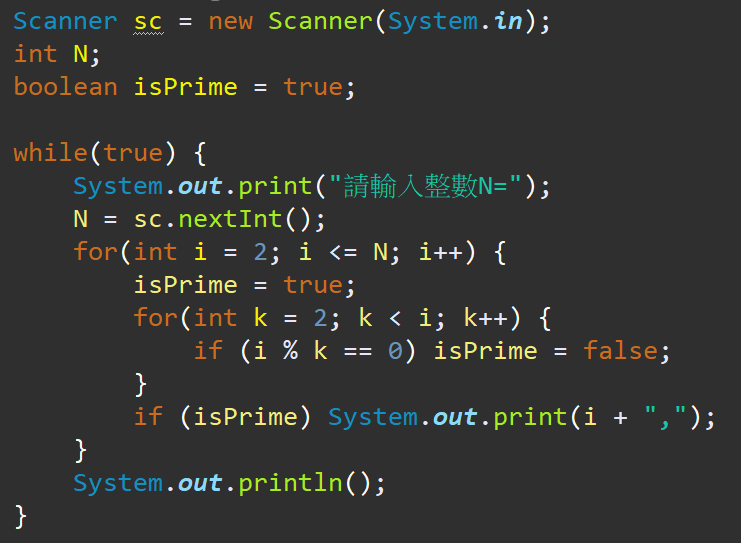 Scanner sc = new Scanner(System.in);
int N;
boolean isPrime = true;
while(true) {
System.out.print("請輸入整數N=");
N = sc.nextInt();
for(int i = 2; i <= N; i++) {
isPrime = true;
for(int k = 2; k < i; k++) {
if (i % k == 0) isPrime = false;
}
if (isPrime) System.out.print(i + ",");
}
System.out.println();
}